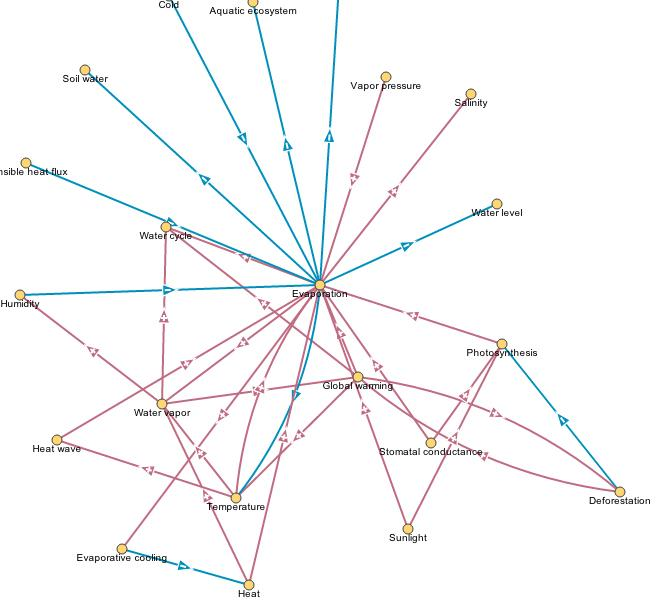 Cold
Aquatic ecosystem
Soil water
Vapor pressure
Salinity
nsible heat flux
Water level
Water cycle
Evaporation
Humidity
Photosynthesis
Global warming
Water vapor
Heat wave
Stomatal conductance
Temperature
Deforestation
Sunlight
Evaporative cooling
Heat